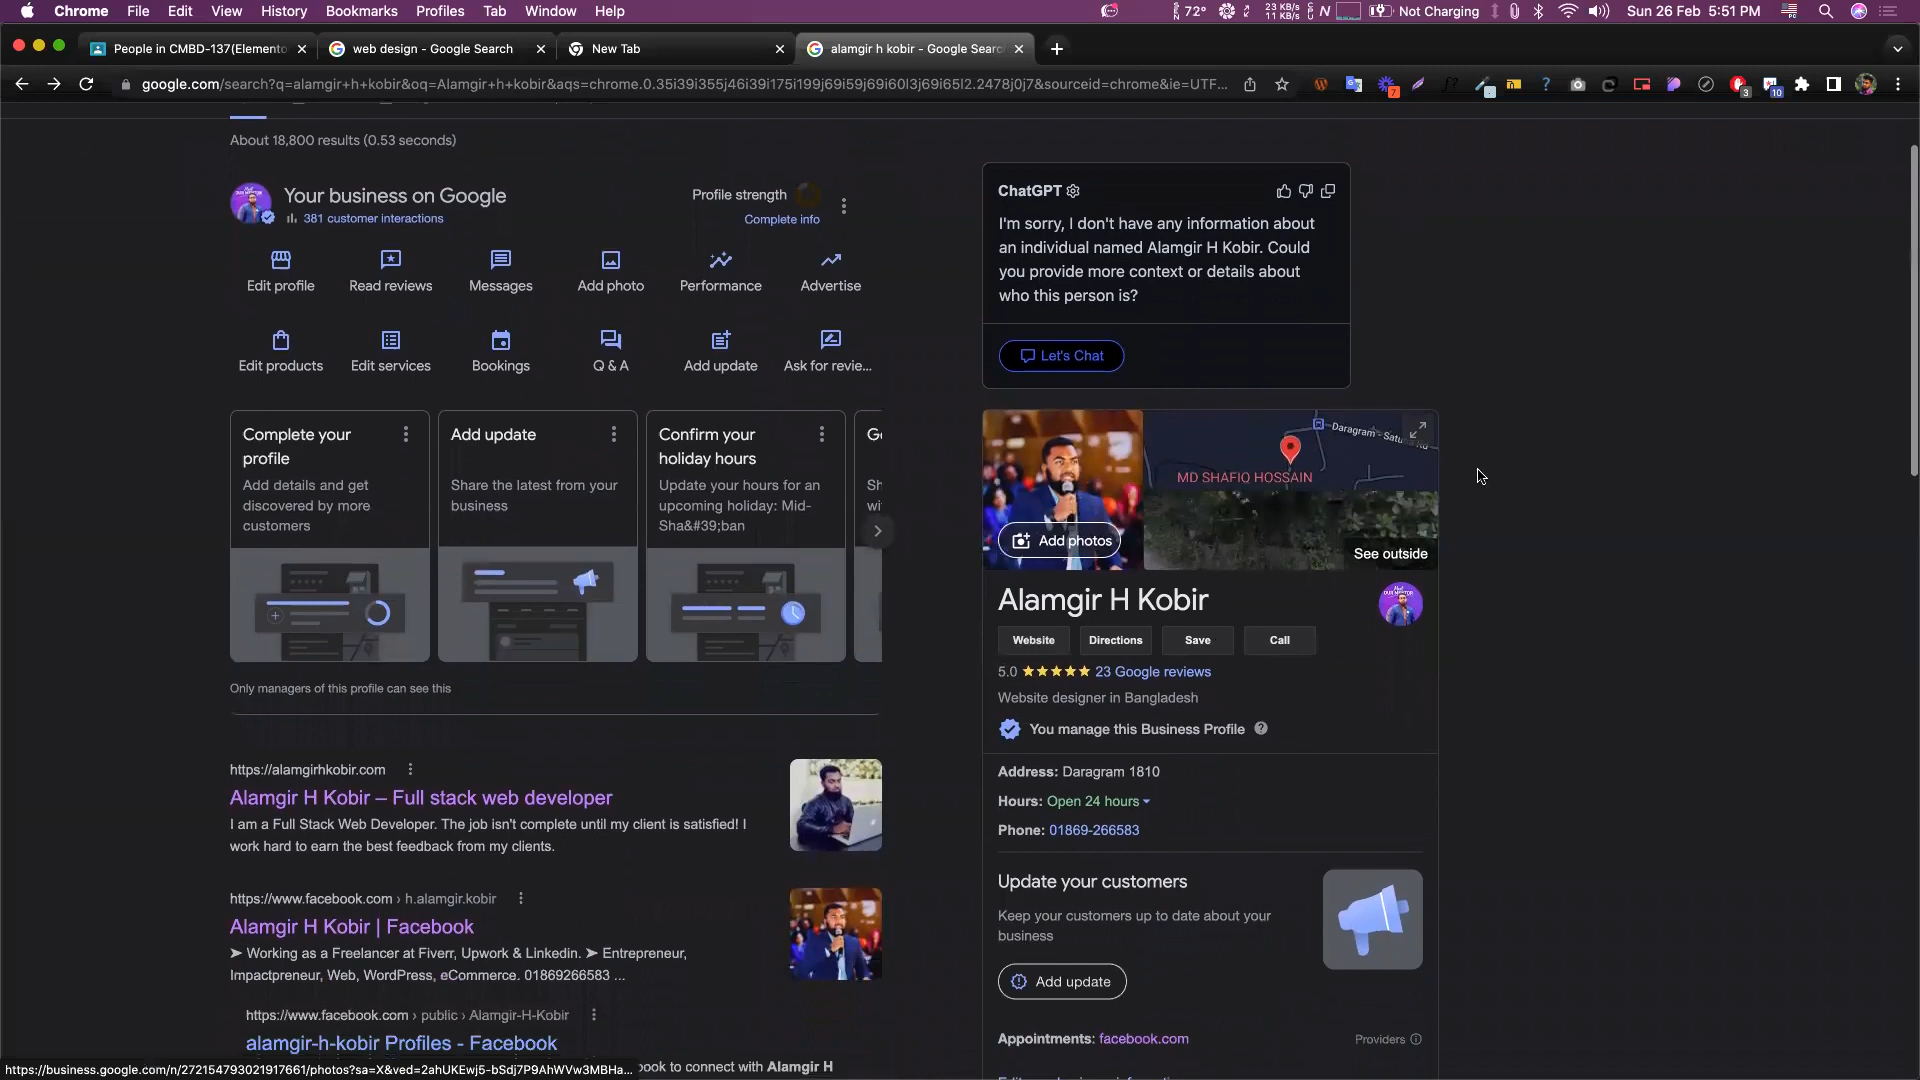 Chrome File Edit View History Bookmarks Profiles Tab Window Help
72° 23 KB/s 11 KB/s Not Charging Sun 26 Feb 5:51 PM
People in CMBD-137(Elemento web design - Google Search New Tab alamgir h kobir - Google Searc
google.com/search?q=alamgir+h+kobir&oq=Alamgir+h+kobir&aqs=chrome.0.35i39i355j46i39i175i199j69i59j69i60l3j69i65l2.2478j0j7&sourceid=chrome&ie=UTF...
About 18,800 results (0.53 seconds)
Your business on Google
381 customer interactions
Profile strength
Complete info
Edit profile Read reviews Messages Add photo Performance Advertise
Edit products Edit services Bookings Q & A Add update Ask for revie...
Complete your
profile
Add details and get
discovered by more
customers
Add update
Share the latest from your
business
Confirm your
holiday hours
Update your hours for an
upcoming holiday: Mid-
Sha&#39;ban
Only managers of this profile can see this
https://alamgirhkobir.com
Alamgir H Kobir – Full stack web developer
I am a Full Stack Web Developer. The job isn't complete until my client is satisfied! I
work hard to earn the best feedback from my clients.
https://www.facebook.com › h.alamgir.kobir
Alamgir H Kobir | Facebook
➤ Working as a Freelancer at Fiverr, Upwork & Linkedin. ➤ Entrepreneur,
Impactpreneur, Web, WordPress, eCommerce. 01869266583 ...
https://www.facebook.com › public › Alamgir-H-Kobir
alamgir-h-kobir Profiles - Facebook
book to connect with Alamgir H
https://business.google.com/n/272154793021917661/photos?sa=X&ved=2ahUKEwj5-bSdj7P9AhWVw3MBHa...
ChatGPT
I'm sorry, I don't have any information about
an individual named Alamgir H Kobir. Could
you provide more context or details about
who this person is?
Let's Chat
Daragram - Satu
MD SHAFIQ HOSSAIN
Add photos
See outside
Alamgir H Kobir
Website Directions Save Call
5.0 ★★★★★ 23 Google reviews
Website designer in Bangladesh
You manage this Business Profile
Address: Daragram 1810
Hours: Open 24 hours
Phone: 01869-266583
Update your customers
Keep your customers up to date about your
business
Add update
Appointments: facebook.com
Providers